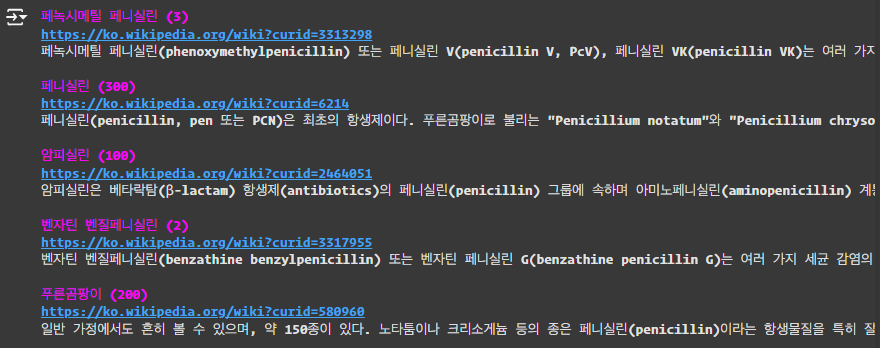 페녹시메틸 페니실린 (3)
https://ko.wikipedia.org/wiki?curid=3313298
페녹시메틸 페니실린(phenoxymethylpenicillin) 또는 페니실린 V(penicillin V, PcV), 페니실린 VK(penicillin VK)는 여러 가지
페니실린 (300)
https://ko.wikipedia.org/wiki?curid=6214
페니실린(penicillin, pen 또는 PCN)은 최초의 항생제이다. 푸른곰팡이로 불리는 "Penicillium notatum"와 "Penicillium chryso
암피실린 (100)
https://ko.wikipedia.org/wiki?curid=2464051
암피실린은 베타락탐(β-lactam) 항생제(antibiotics)의 페니실린(penicillin) 그룹에 속하며 아미노페니실린(aminopenicillin) 계통
벤자틴 벤질페니실린 (2)
https://ko.wikipedia.org/wiki?curid=3317955
벤자틴 벤질페니실린(benzathine benzylpenicillin) 또는 벤자틴 페니실린 G(benzathine penicillin G)는 여러 가지 세균 감염의
푸른곰팡이 (200)
https://ko.wikipedia.org/wiki?curid=580960
일반 가정에서도 흔히 볼 수 있으며, 약 150종이 있다. 노타툼이나 크리소게늄 등의 종은 페니실린(penicillin)이라는 항생물질을 특히 잘